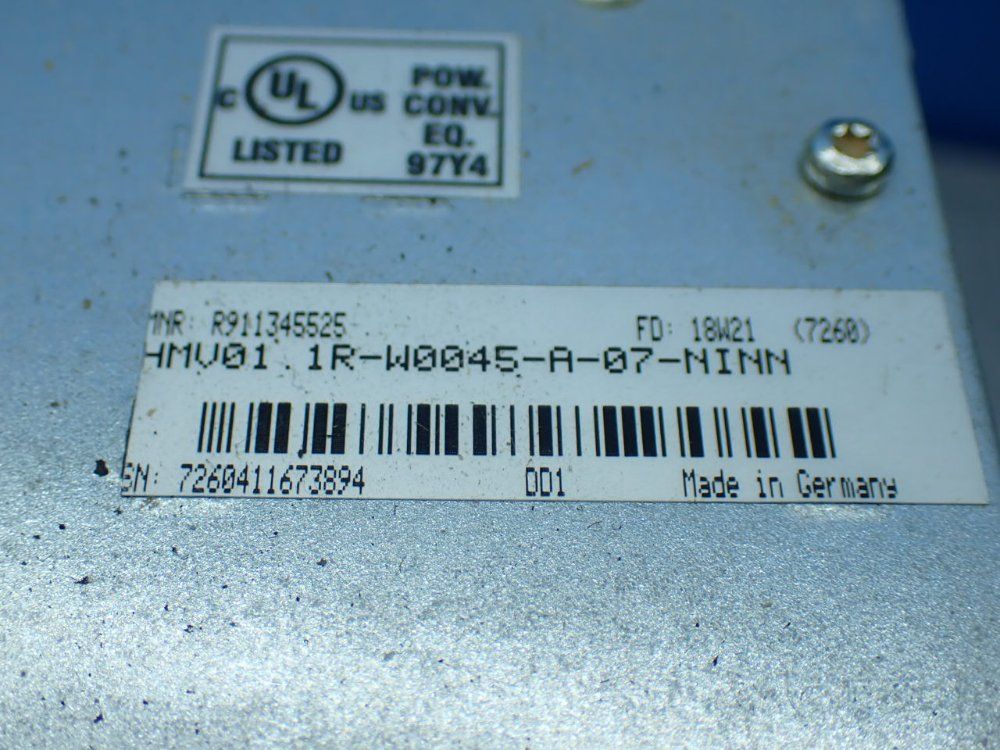 C UL US
LISTED
POW.
CONV.
EQ.
97Y4
MNR: R911345525 FD: 18W21 (7260)
HMV01.1R-W0045-A-07-NINN
SN: 7260411673894 DD1 Made in Germany